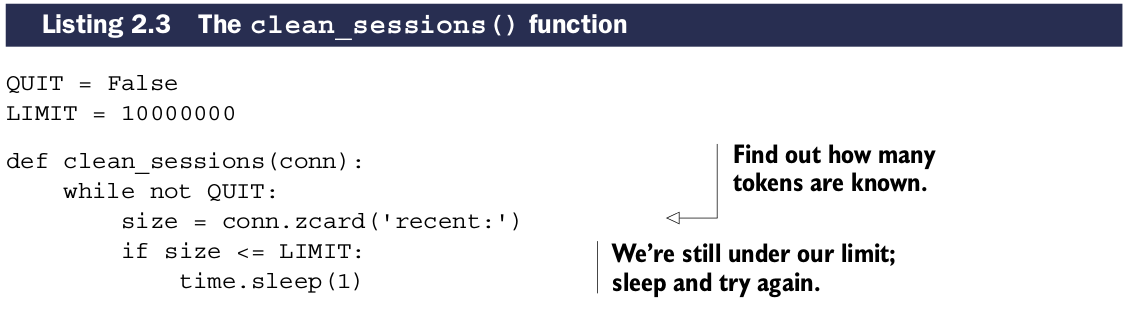 Listing 2.3 The clean_sessions() function
QUIT = False
LIMIT = 10000000
def clean_sessions(conn):
    while not QUIT:
        size = conn.zcard('recent:')
        if size <= LIMIT:
            time.sleep(1)
Find out how many
tokens are known.
We're still under our limit;
sleep and try again.